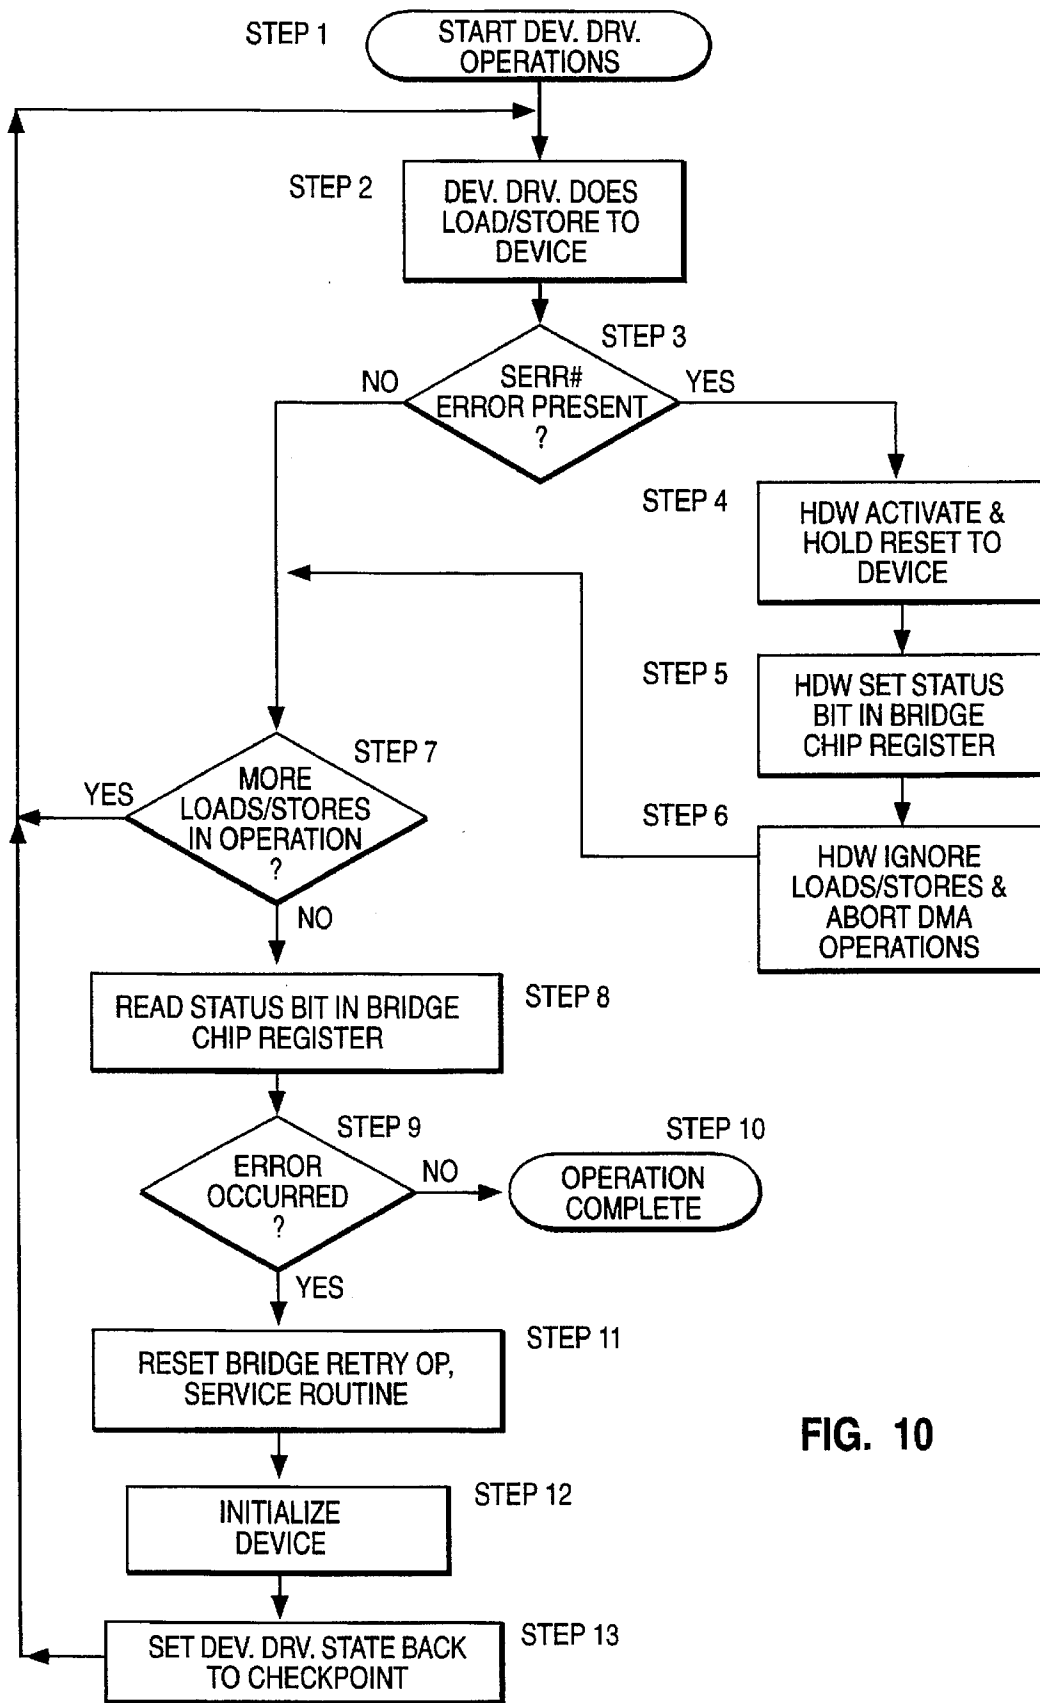 STEP 1
START DEV. DRV.
OPERATIONS
STEP 2
DEV. DRV. DOES
LOAD/STORE TO
DEVICE
STEP 3
NO
SERR#
ERROR PRESENT
?
YES
STEP 4
HDW ACTIVATE &
HOLD RESET TO
DEVICE
STEP 5
HDW SET STATUS
BIT IN BRIDGE
CHIP REGISTER
STEP 6
HDW IGNORE
LOADS/STORES &
ABORT DMA
OPERATIONS
STEP 7
YES
MORE
LOADS/STORES
IN OPERATION
?
NO
STEP 8
READ STATUS BIT IN BRIDGE
CHIP REGISTER
STEP 9
ERROR
OCCURRED
?
NO
STEP 10
OPERATION
COMPLETE
YES
STEP 11
RESET BRIDGE RETRY OP,
SERVICE ROUTINE
STEP 12
INITIALIZE
DEVICE
STEP 13
SET DEV. DRV. STATE BACK
TO CHECKPOINT
FIG. 10